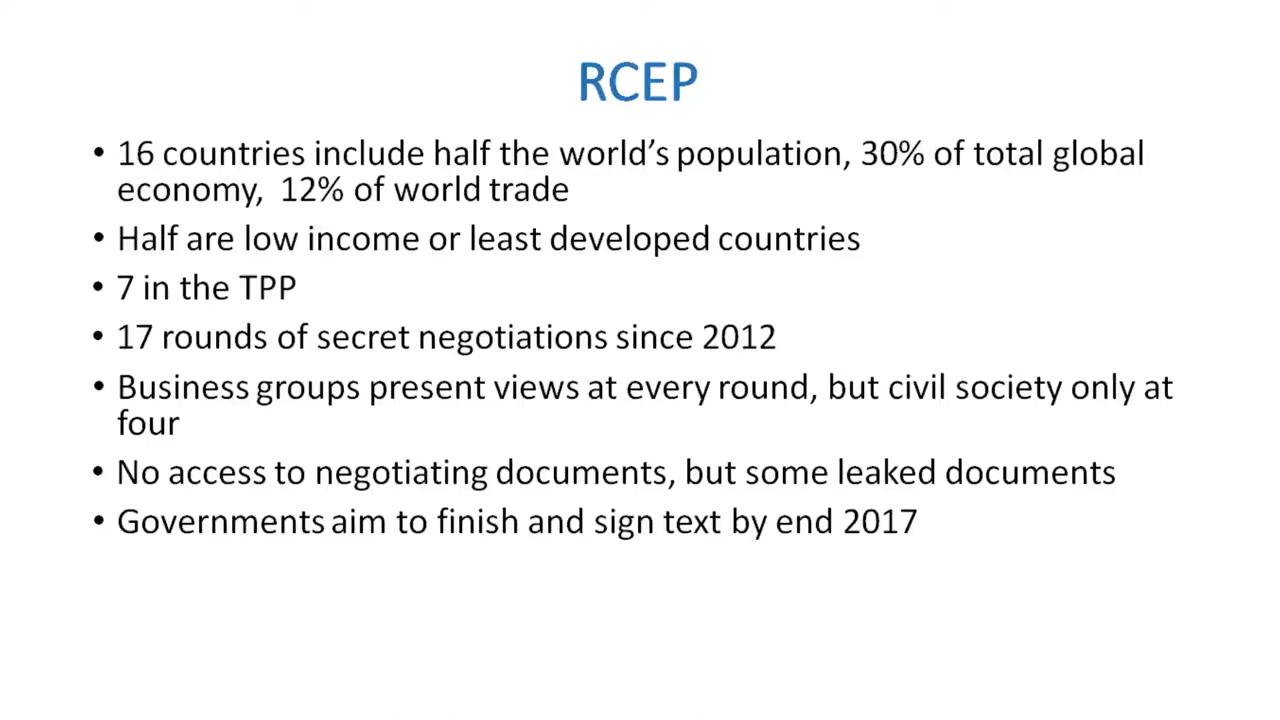 RCEP
• 16 countries include half the world's population, 30% of total global
economy,  12% of world trade
• Half are low income or least developed countries
• 7 in the TPP
• 17 rounds of secret negotiations since 2012
• Business groups present views at every round, but civil society only at
four
• No access to negotiating documents, but some leaked documents
• Governments aim to finish and sign text by end 2017